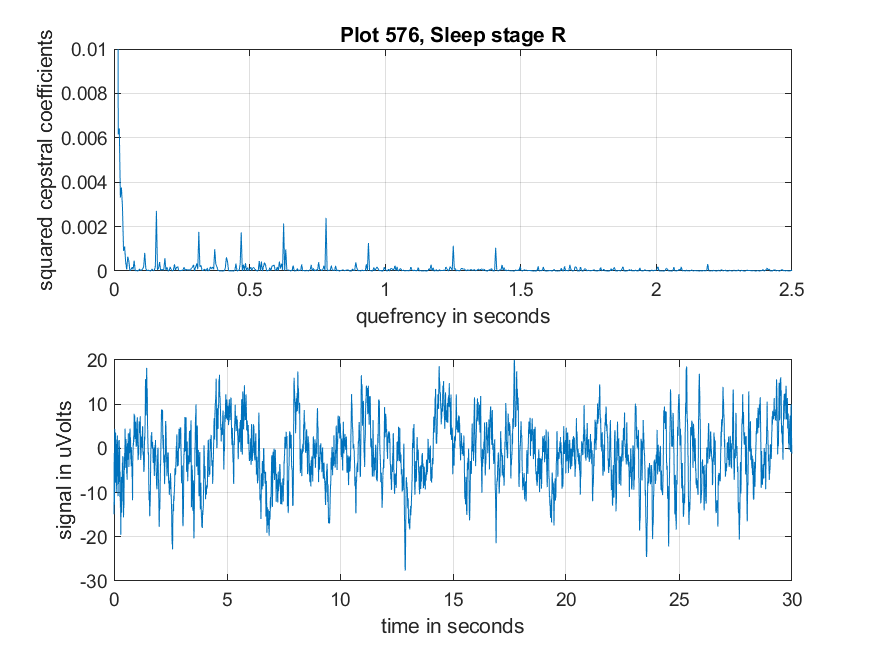 Plot 576, Sleep stage R
squared cepstral coefficients
0.01
0.008
0.006
0.004
0.002
0
0 0.5 1 1.5 2 2.5
quefrency in seconds
signal in uVolts
20
10
0
-10
-20
-30
0 5 10 15 20 25 30
time in seconds